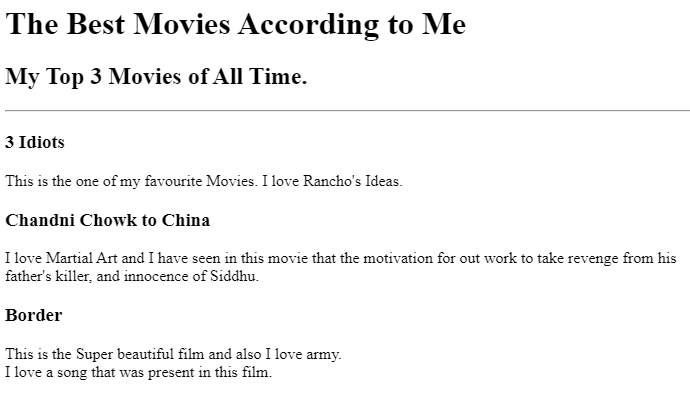 The Best Movies According to Me
My Top 3 Movies of All Time.
3 Idiots
This is the one of my favourite Movies. I love Rancho's Ideas.
Chandni Chowk to China
I love Martial Art and I have seen in this movie that the motivation for out work to take revenge from his
father's killer, and innocence of Siddhu.
Border
This is the Super beautiful film and also I love army.
I love a song that was present in this film.